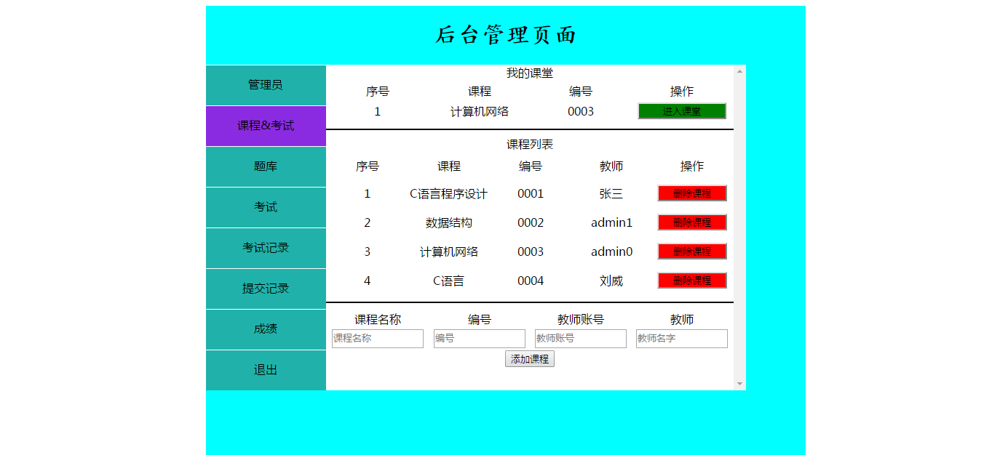 后台管理页面
管理员
课程&考试
题库
考试
考试记录
提交记录
成绩
退出
我的课堂
序号 课程 编号 操作
1 计算机网络 0003 进入课堂
课程列表
序号 课程 编号 教师 操作
1 C语言程序设计 0001 张三 删除课程
2 数据结构 0002 admin1 删除课程
3 计算机网络 0003 admin0 删除课程
4 C语言 0004 刘威 删除课程
课程名称 编号 教师账号 教师
课程名称 编号 教师账号 教师名字
添加课程